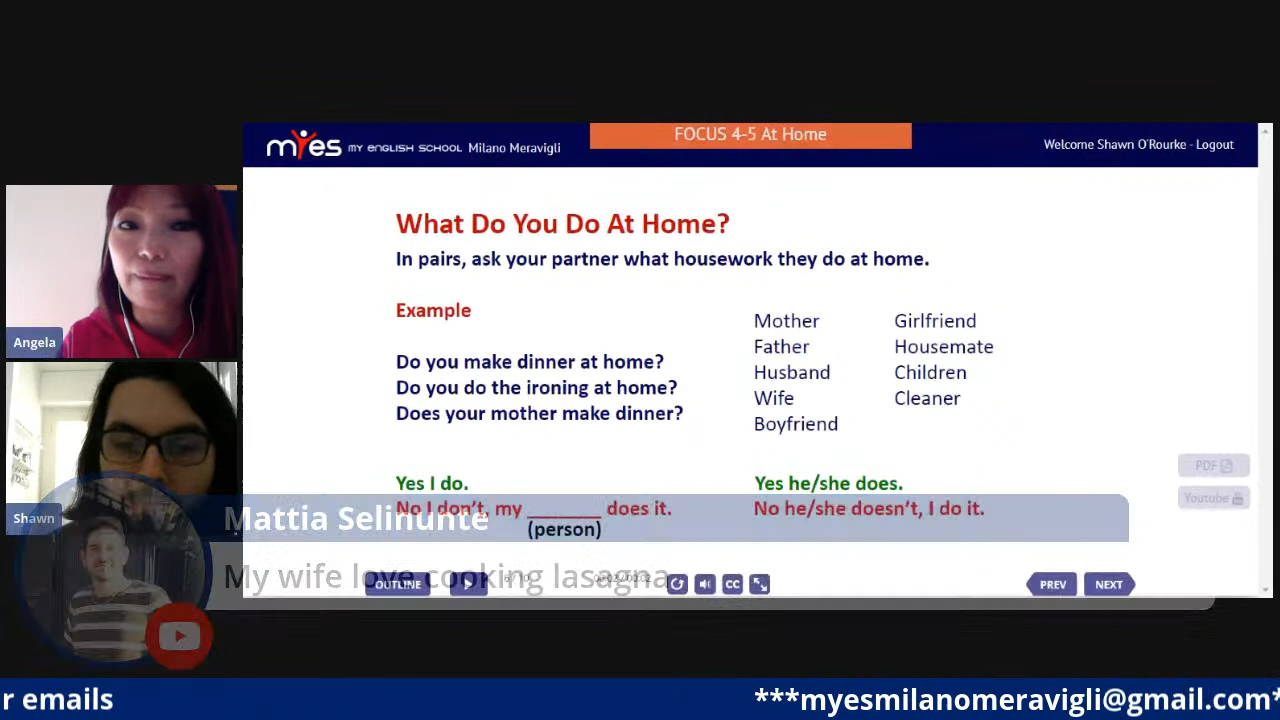 FOCUS 4-5 At Home
myes MY ENGLISH SCHOOL Milano Meravigli
Welcome Shawn O'Rourke - Logout
What Do You Do At Home?
In pairs, ask your partner what housework they do at home.
Example
Do you make dinner at home?
Do you do the ironing at home?
Does your mother make dinner?
Mother
Father
Husband
Wife
Boyfriend
Girlfriend
Housemate
Children
Cleaner
Yes I do.
No I don't, my _______ does it.
(person)
Yes he/she does.
No he/she doesn't, I do it.
PDF
Youtube
Angela
Shawn
Mattia Selinunte
My wife love cooking lasagna
OUTLINE
CC
PREV
NEXT
r emails
***myesmilanomeravigli@gmail.com*